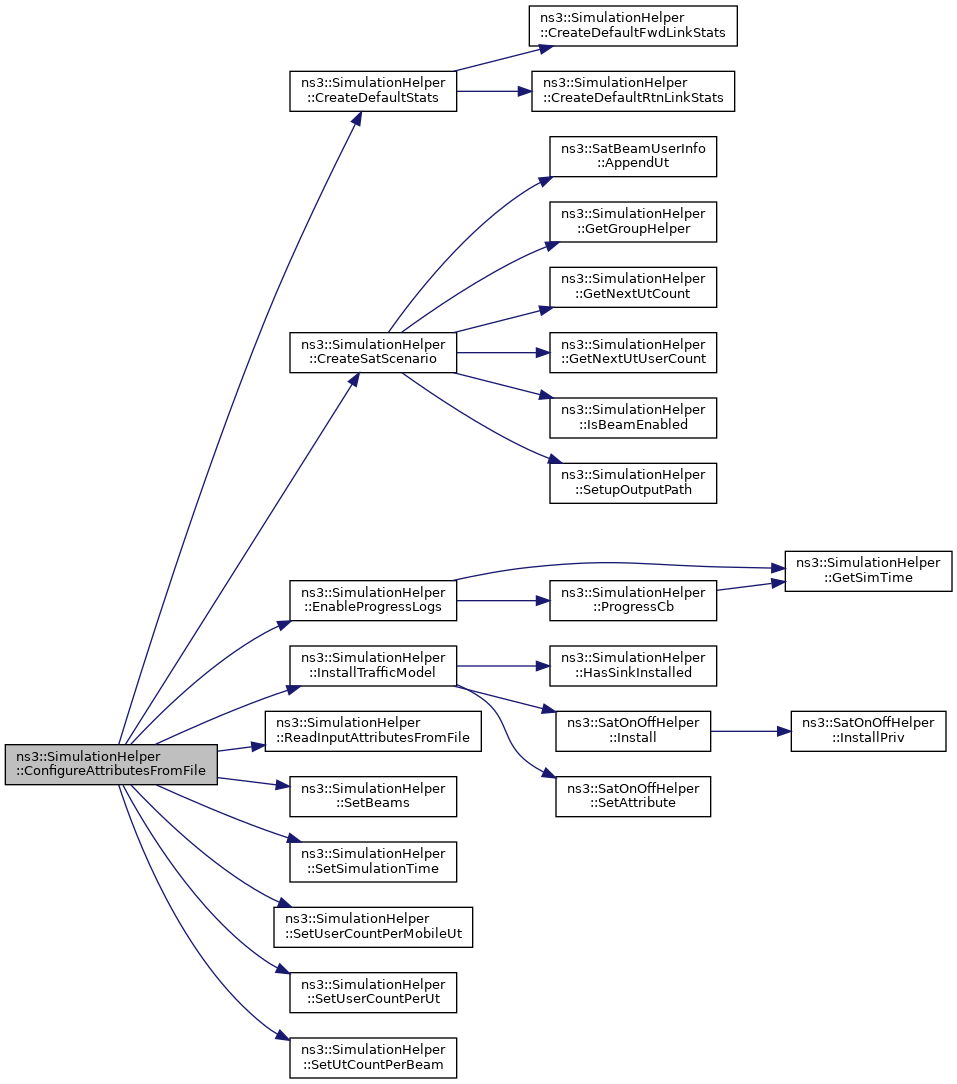 ns3::SimulationHelper
::CreateDefaultFwdLinkStats
ns3::SimulationHelper
::CreateDefaultStats
ns3::SimulationHelper
::CreateDefaultRtnLinkStats
ns3::SatBeamUserInfo
::AppendUt
ns3::SimulationHelper
::GetGroupHelper
ns3::SimulationHelper
::GetNextUtCount
ns3::SimulationHelper
::CreateSatScenario
ns3::SimulationHelper
::GetNextUtUserCount
ns3::SimulationHelper
::IsBeamEnabled
ns3::SimulationHelper
::SetupOutputPath
ns3::SimulationHelper
::GetSimTime
ns3::SimulationHelper
::EnableProgressLogs
ns3::SimulationHelper
::ProgressCb
ns3::SimulationHelper
::InstallTrafficModel
ns3::SimulationHelper
::HasSinkInstalled
ns3::SimulationHelper
::ReadInputAttributesFromFile
ns3::SatOnOffHelper
::Install
ns3::SatOnOffHelper
::InstallPriv
ns3::SimulationHelper
::ConfigureAttributesFromFile
ns3::SimulationHelper
::SetBeams
ns3::SatOnOffHelper
::SetAttribute
ns3::SimulationHelper
::SetSimulationTime
ns3::SimulationHelper
::SetUserCountPerMobileUt
ns3::SimulationHelper
::SetUserCountPerUt
ns3::SimulationHelper
::SetUtCountPerBeam